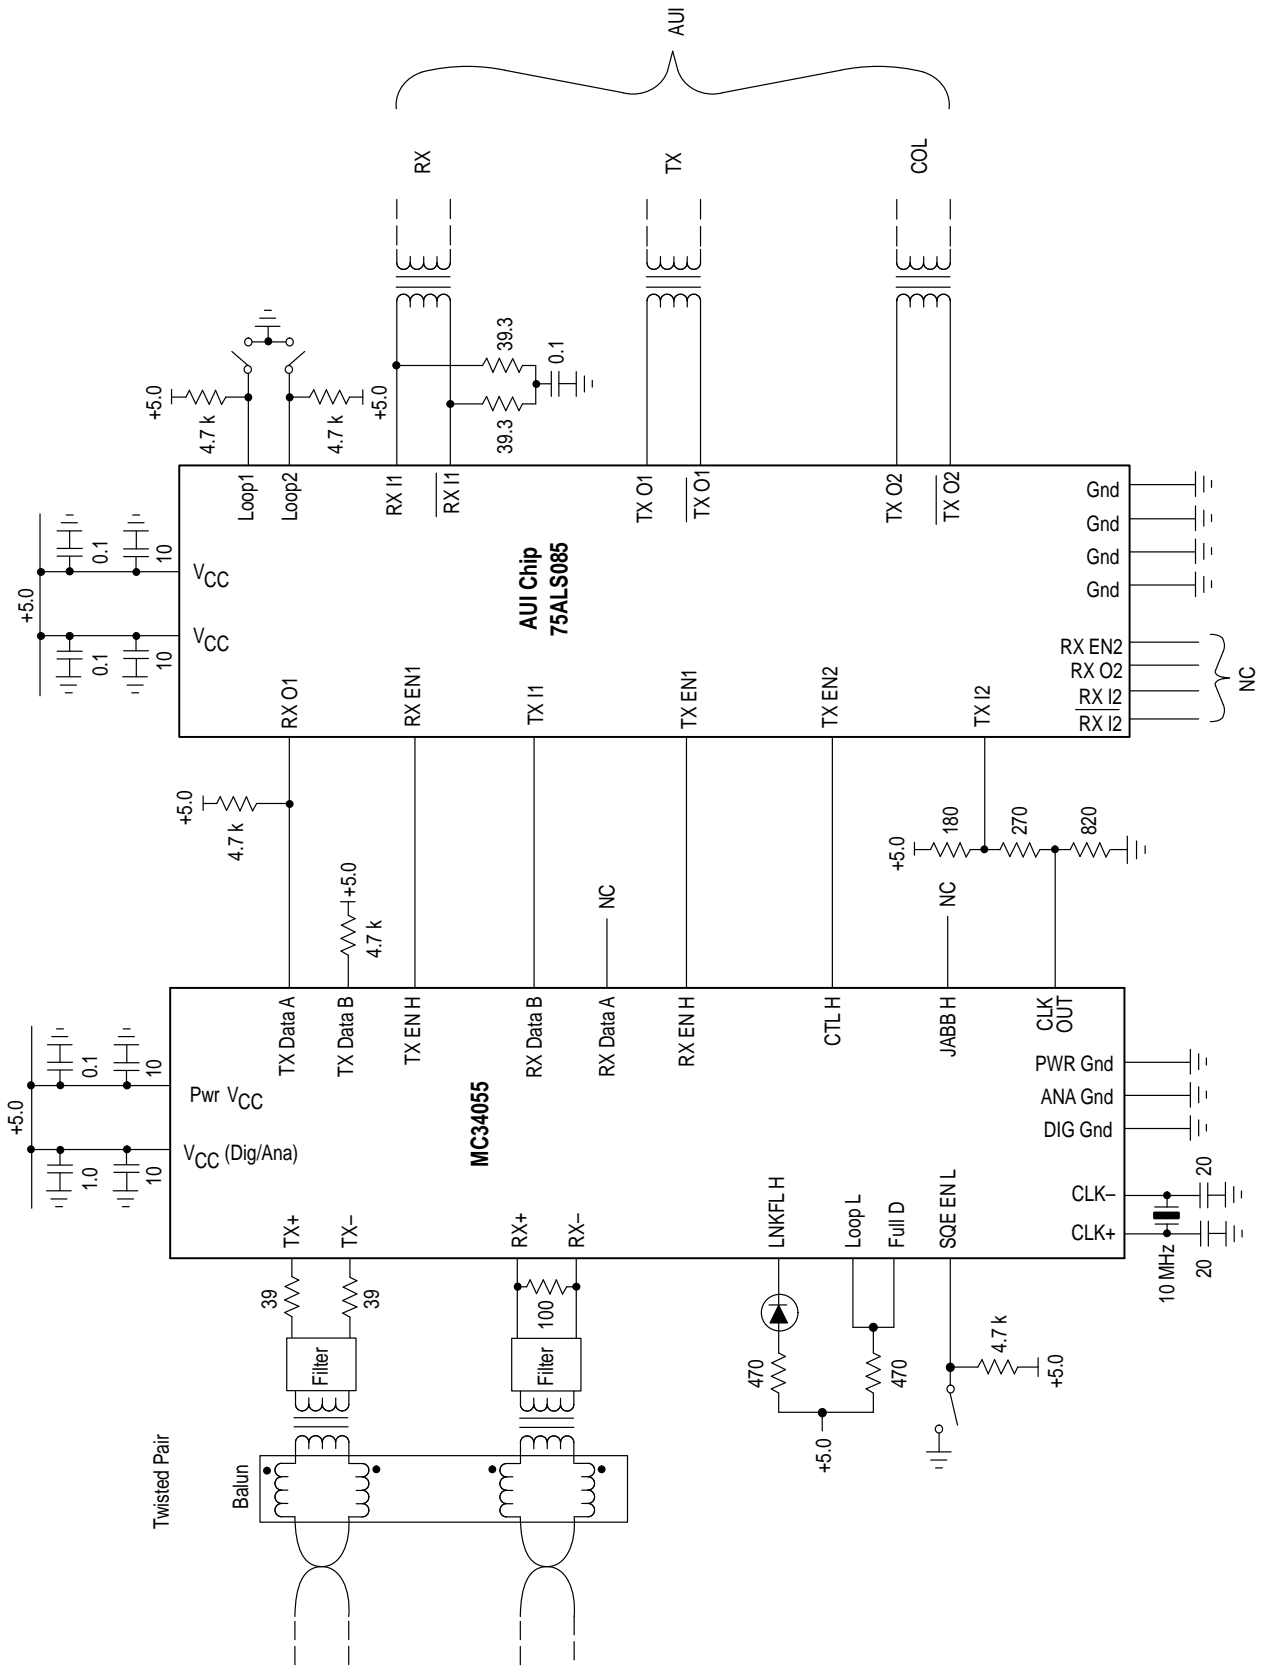 Twisted Pair
Balun
Filter
Filter
39
39
100
TX+
TX–
RX+
RX–
+5.0
1.0
10
0.1
10
VCC (Dig/Ana)
Pwr VCC
MC34055
LNKFL H
Loop L
Full D
SQE EN L
470
470
+5.0
4.7 k
+5.0
CLK+
CLK–
10 MHz
20
20
DIG Gnd
ANA Gnd
PWR Gnd
TX Data A
TX Data B
TX EN H
RX Data B
RX Data A
RX EN H
CTL H
JABB H
CLK
OUT
+5.0
4.7 k
4.7 k
+5.0
NC
NC
+5.0
180
270
820
RX O1
RX EN1
TX I1
TX EN1
TX EN2
TX I2
+5.0
0.1
10
0.1
10
VCC
VCC
AUI Chip
75ALS085
RX I2
RX I2
RX O2
RX EN2
NC
Gnd
Gnd
Gnd
Gnd
Loop1
Loop2
RX I1
RX I1
TX O1
TX O1
TX O2
TX O2
+5.0
4.7 k
4.7 k
+5.0
39.3
39.3
0.1
RX
TX
COL
AUI